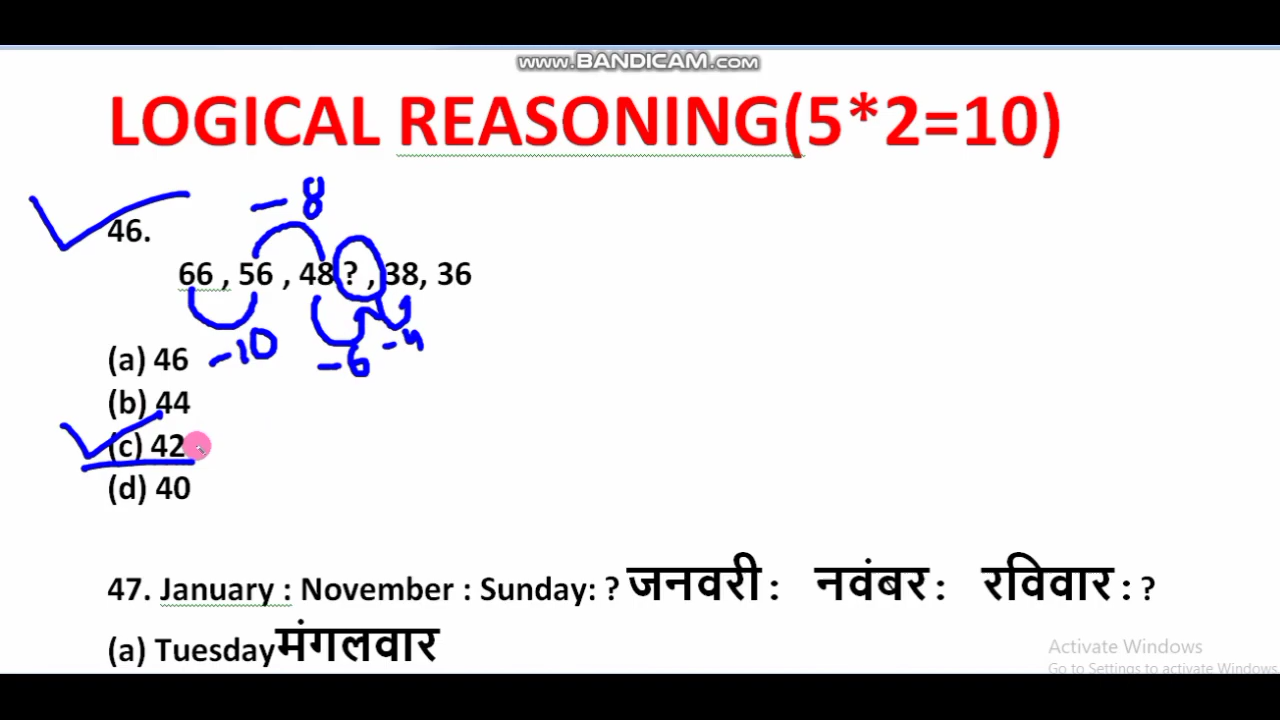 www.BANDICAM.com
LOGICAL REASONING(5*2=10)
- 8
46.
66 , 56 , 48 ? , 38, 36
-10
-6 -4
(a) 46
(b) 44
(c) 42
(d) 40
47. January : November : Sunday: ? जनवरी : नवंबर : रविवार : ?
(a) Tuesday मंगलवार
Activate Windows
Go to Settings to activate Windows